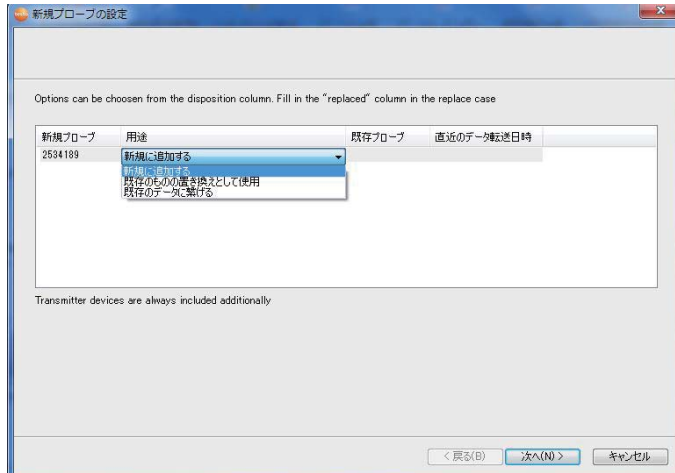 新規プローブの設定
Options can be choosen from the disposition column. Fill in the "replaced" column in the replace case
新規プローブ 用途 既存プローブ 直近のデータ転送日時
2534189 新規に追加する
新規に追加する
既存のものの置き換えとして使用
既存のデータに繋げる
Transmitter devices are always included additionally
< 戻る(B) 次へ(N) > キャンセル